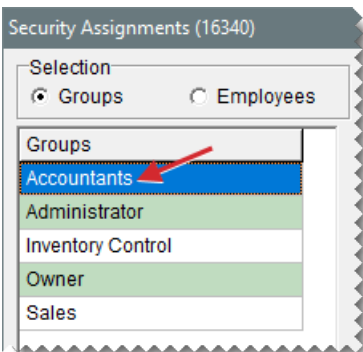 Security Assignments (16340)
Selection
Groups Employees
Groups
Accountants
Administrator
Inventory Control
Owner
Sales